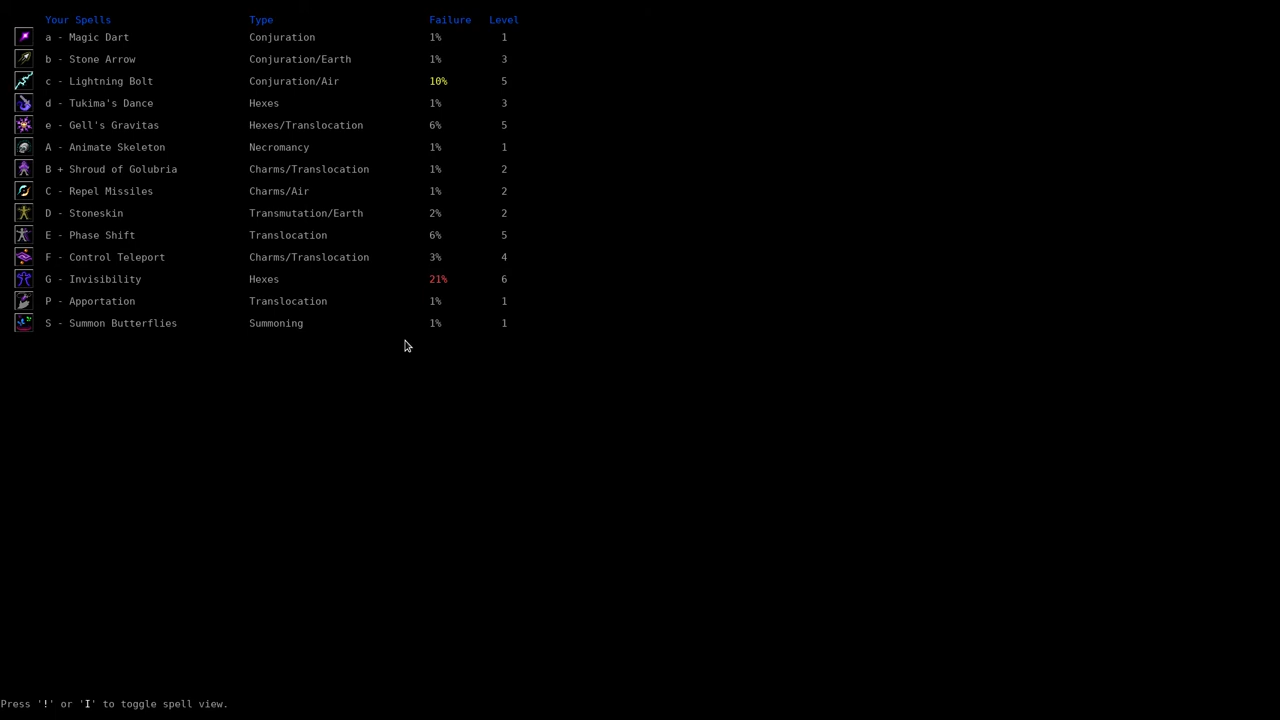 Your Spells Type Failure Level
a - Magic Dart Conjuration 1% 1
b - Stone Arrow Conjuration/Earth 1% 3
c - Lightning Bolt Conjuration/Air 10% 5
d - Tukima's Dance Hexes 1% 3
e - Gell's Gravitas Hexes/Translocation 6% 5
A - Animate Skeleton Necromancy 1% 1
B + Shroud of Golubria Charms/Translocation 1% 2
C - Repel Missiles Charms/Air 1% 2
D - Stoneskin Transmutation/Earth 2% 2
E - Phase Shift Translocation 6% 5
F - Control Teleport Charms/Translocation 3% 4
G - Invisibility Hexes 21% 6
P - Apportation Translocation 1% 1
S - Summon Butterflies Summoning 1% 1
Press '!' or 'I' to toggle spell view.